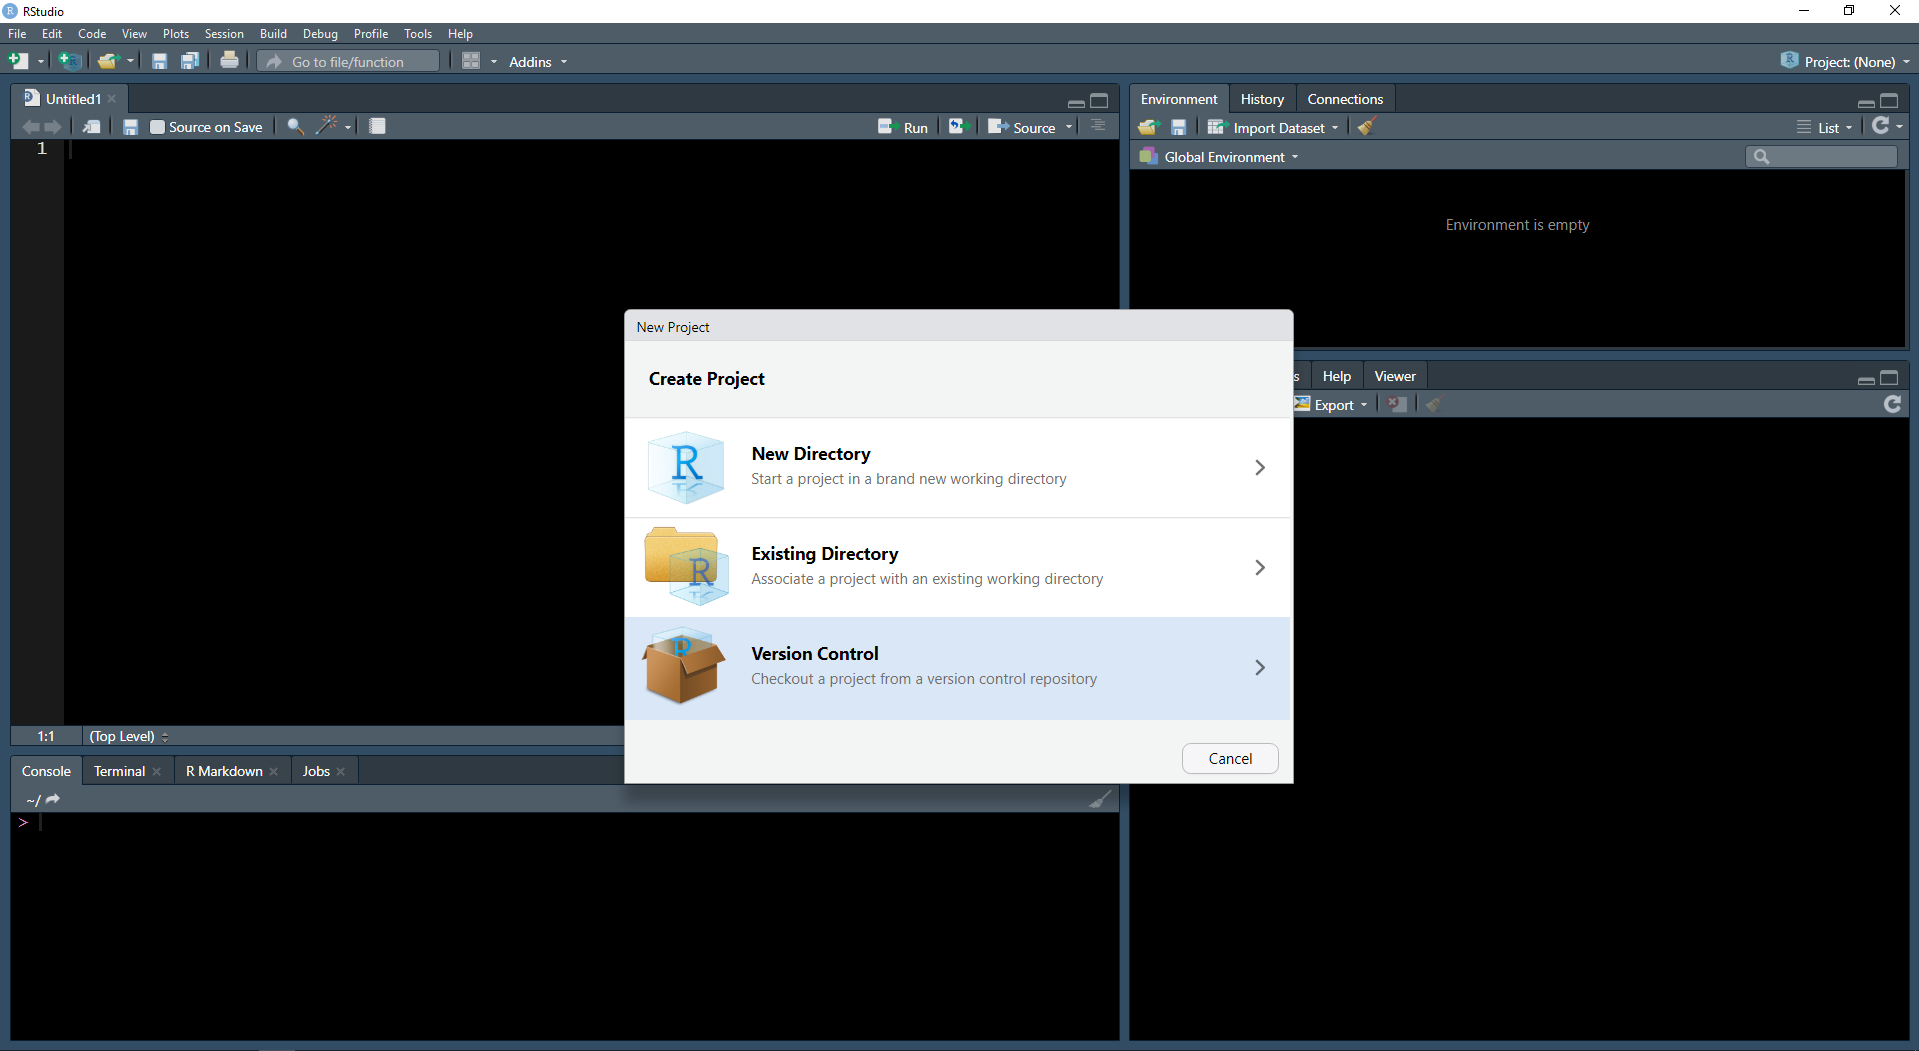 RStudio
File Edit Code View Plots Session Build Debug Profile Tools Help
Go to file/function Addins Project: (None)
Untitled1
Source on Save Run Source
1
1:1 (Top Level)
Console Terminal R Markdown Jobs
~/
>
Environment History Connections
Import Dataset List
Global Environment
Environment is empty
s Help Viewer
Export
New Project
Create Project
R
New Directory
Start a project in a brand new working directory
R
Existing Directory
Associate a project with an existing working directory
R
Version Control
Checkout a project from a version control repository
Cancel